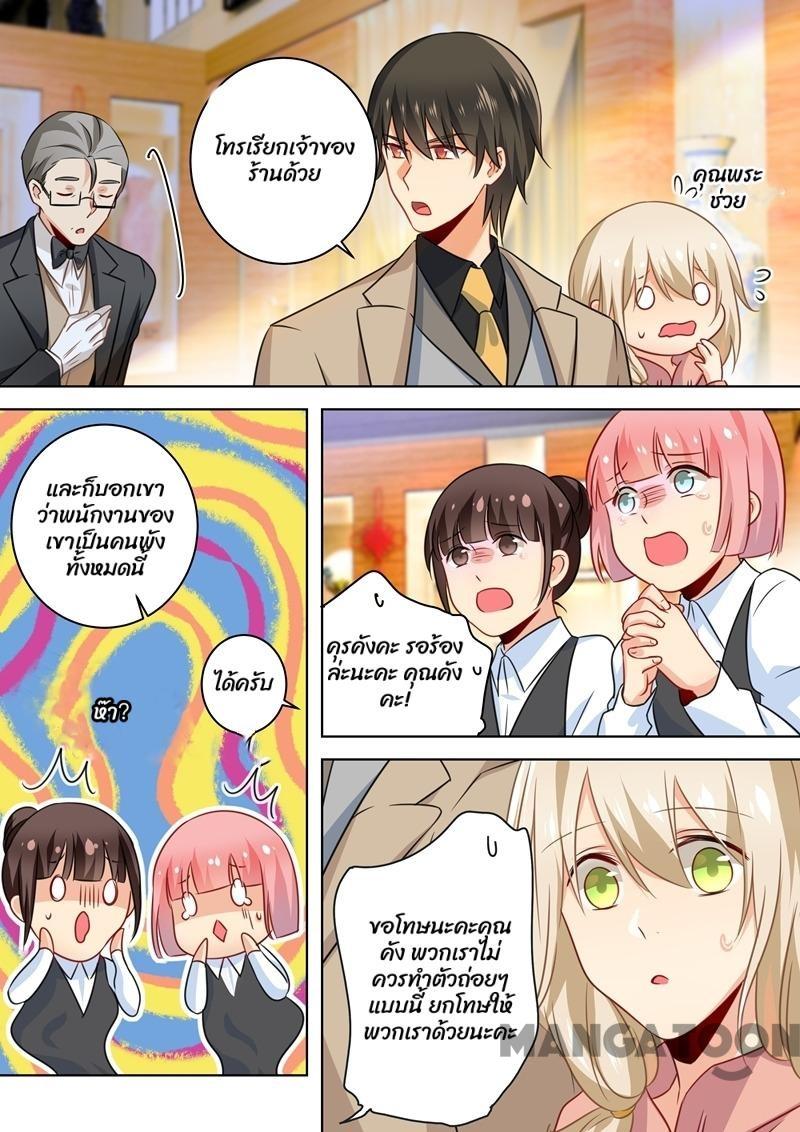 โทรเรียกเจ้าของ
ร้านด้วย
คุณพระ
ช่วย
และก็บอกเขา
ว่าพนักงานของ
เขาเป็นคนพัง
ทั้งหมดนี้
ได้ครับ
ห๊า?
คุรคังคะ รอร้อง
ล่ะนะคะ คุณคัง
คะ!
ขอโทษนะคะคุณ
คัง พวกเราไม่
ควรทำตัวถ่อยๆ
แบบนี้ ยกโทษให้
พวกเราด้วยนะคะ
MANGATOON